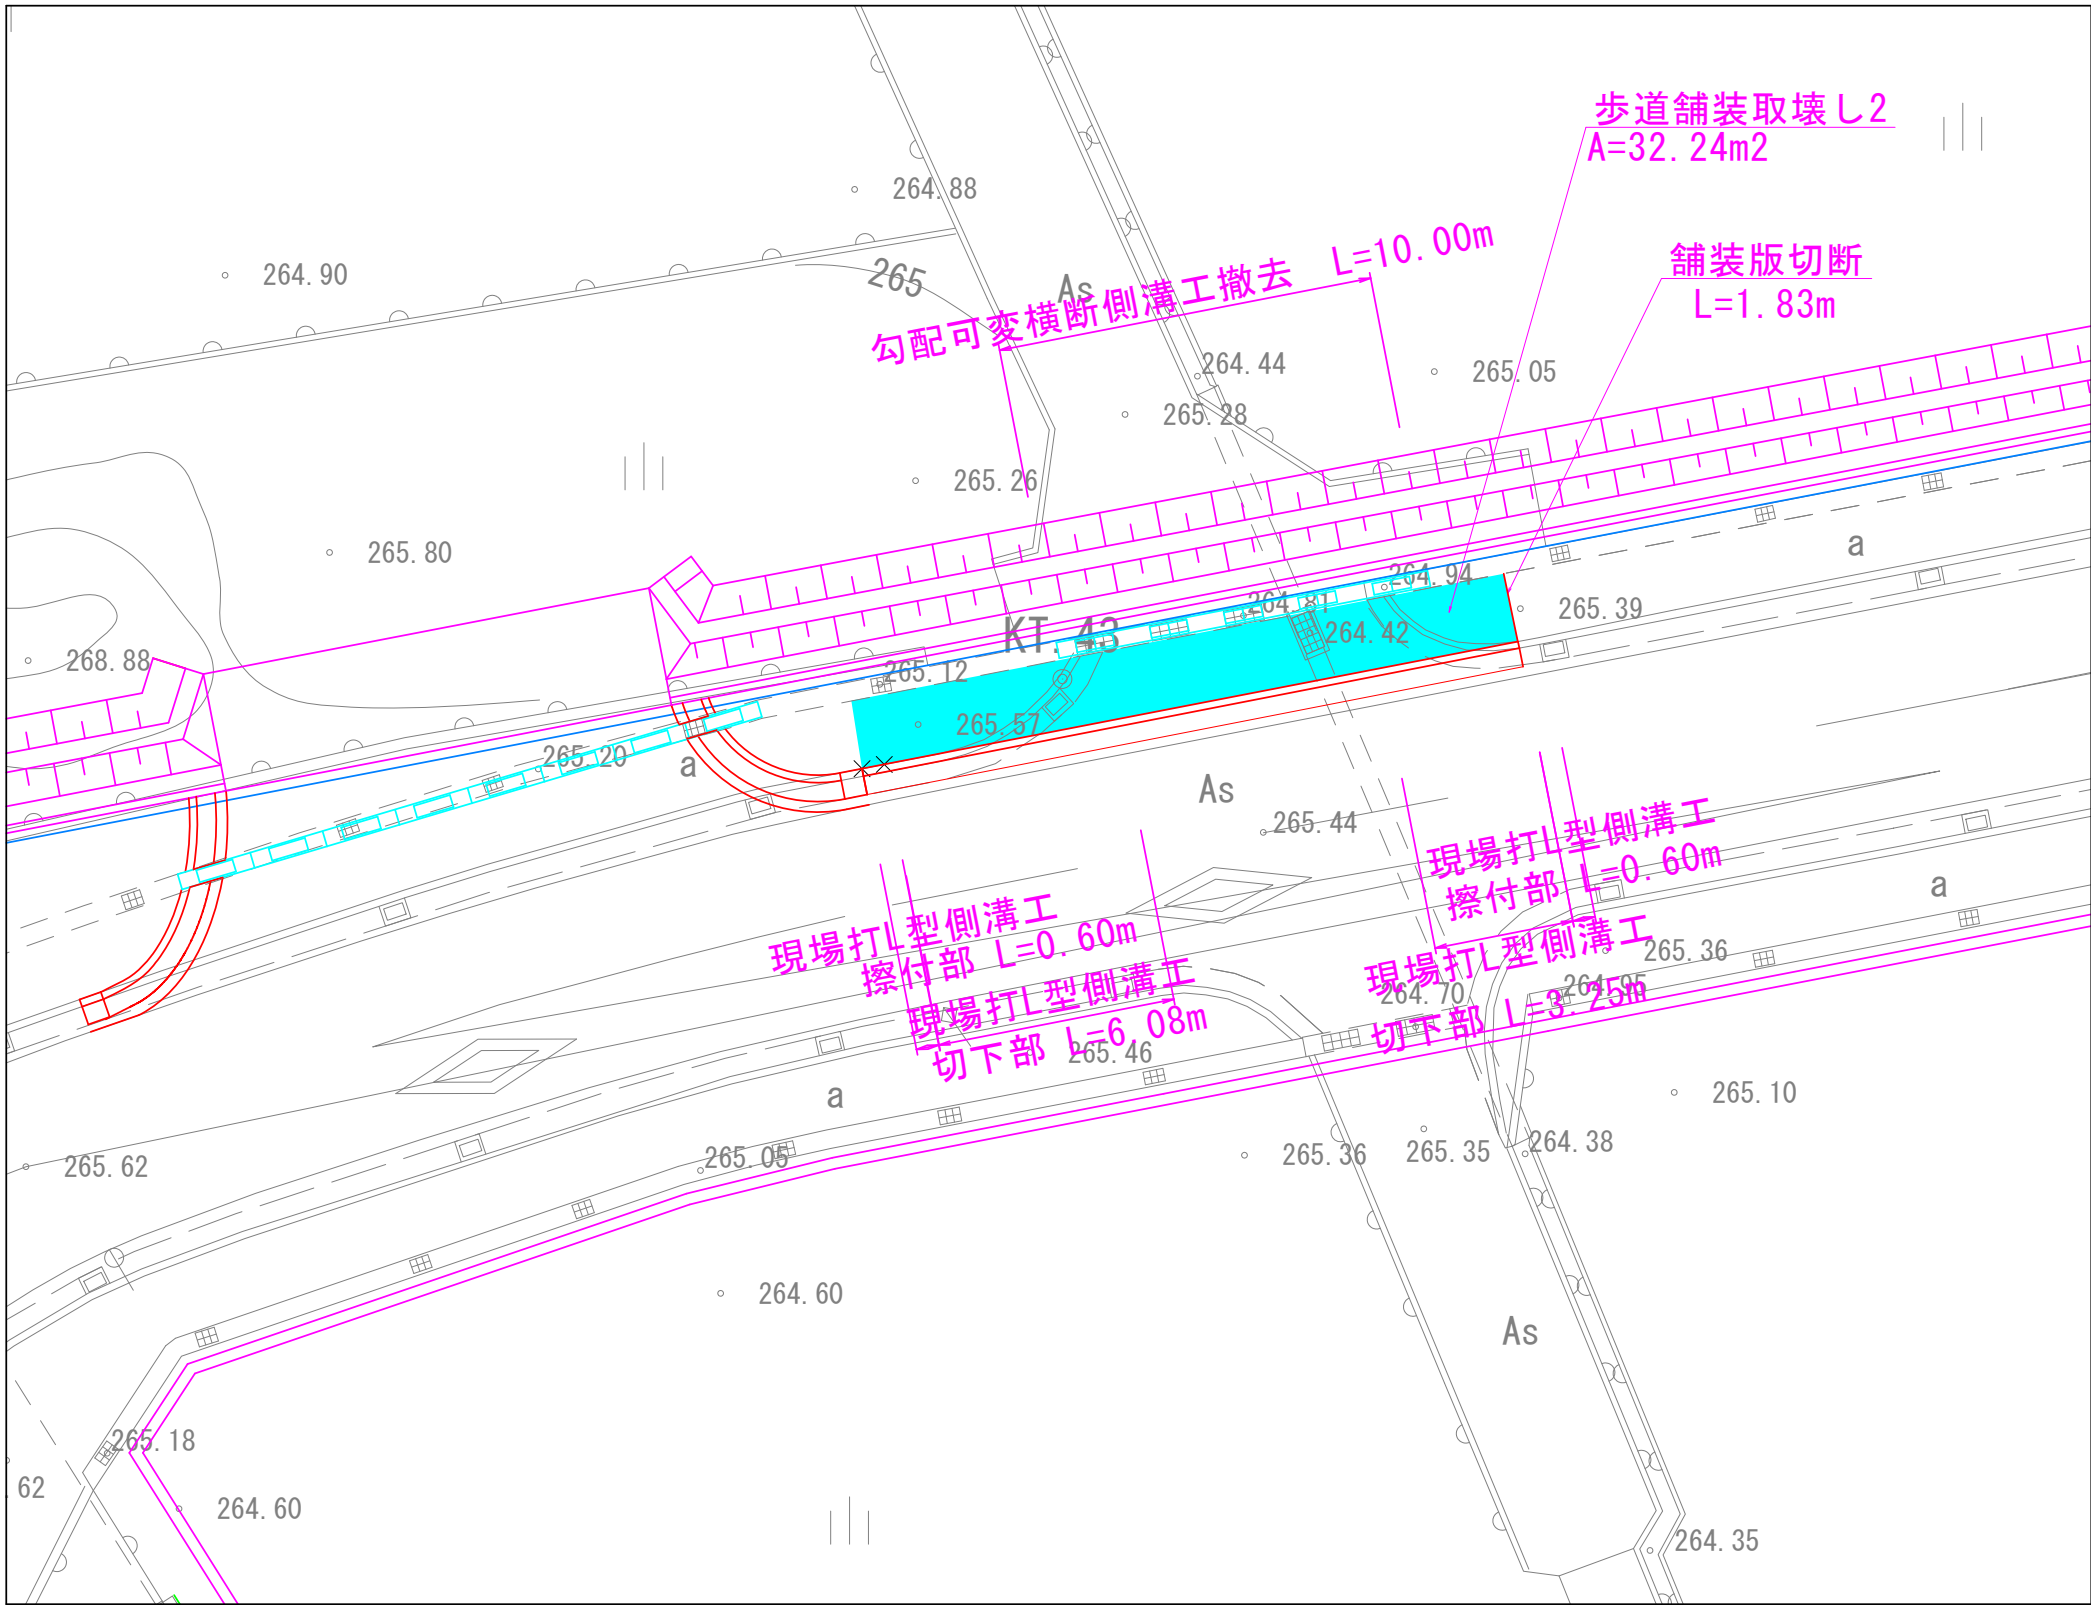 歩道舗装取壊し2
A=32.24m2
264.88
舗装版切断
L=1.83m
264.90
265
As
勾配可変横断側溝工撤去 L=10.00m
264.44
265.05
265.28
265.26
265.80
a
264.94
264.81
265.39
KT.43
264.42
268.88
265.12
265.57
265.20
a
As
265.44
現場打L型側溝工
擦付部 L=0.60m
a
現場打L型側溝工
擦付部 L=0.60m
265.36
現場打L型側溝工
切下部 L=3.25m
264.95
264.70
現場打L型側溝工
切下部 L=6.08m
265.46
a
265.10
265.62
265.05
265.36
265.35
264.38
264.60
As
265.18
.62
264.60
264.35